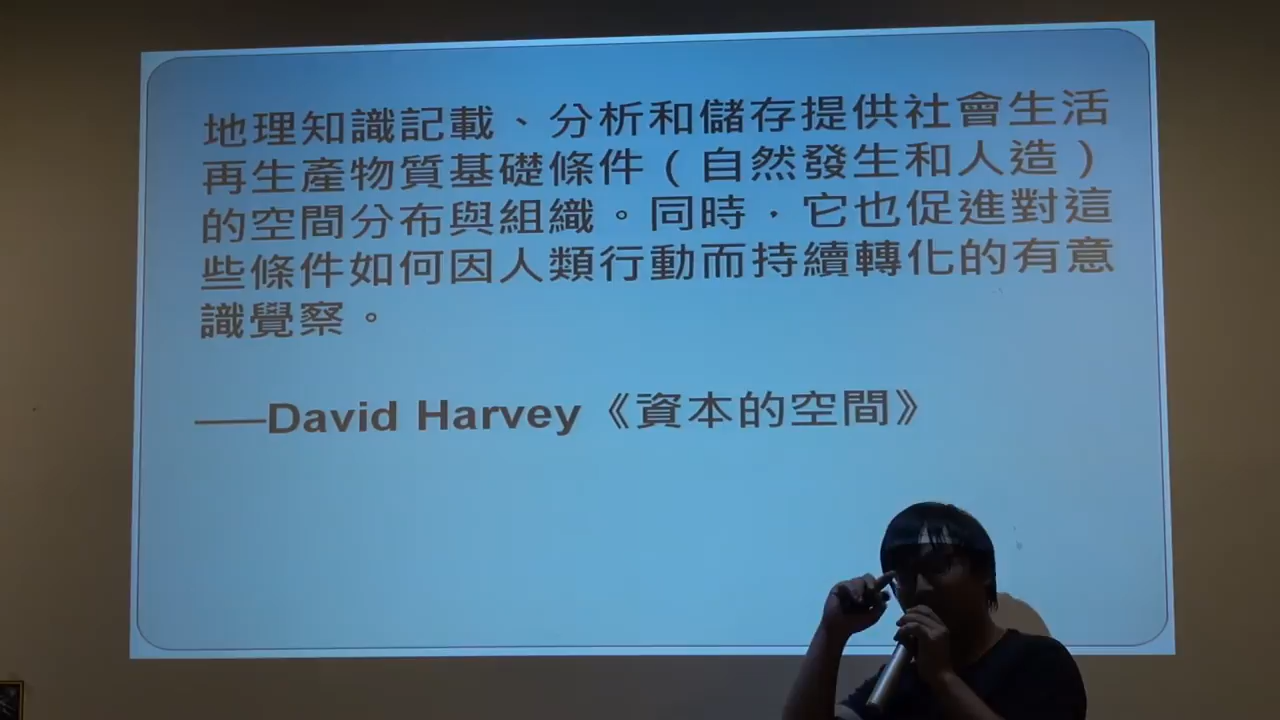 地理知識記載、分析和儲存提供社會生活
再生產物質基礎條件（自然發生和人造）
的空間分布與組織。同時，它也促進對這
些條件如何因人類行動而持續轉化的有意
識覺察。
——David Harvey《資本的空間》